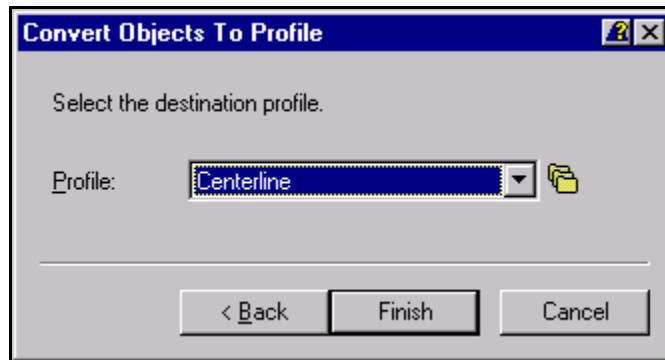 Convert Objects To Profile
Select the destination profile.
Profile: Centerline
< Back Finish Cancel